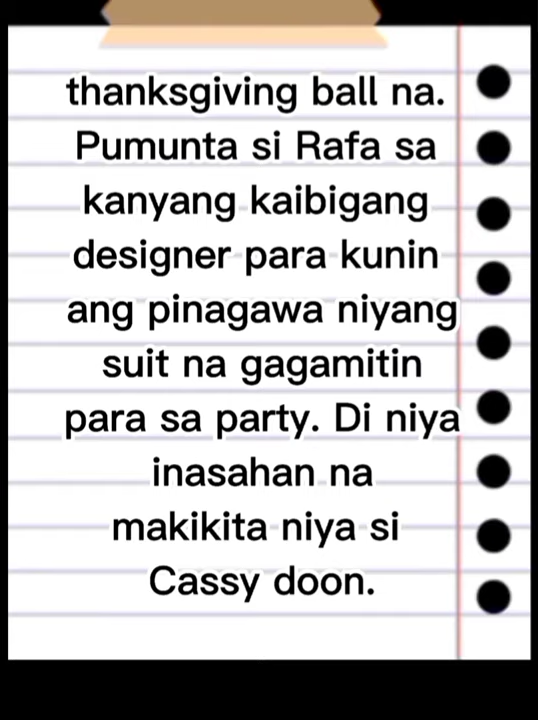 thanksgiving ball na.
Pumunta si Rafa sa
kanyang kaibigang
designer para kunin
ang pinagawa niyang
suit na gagamitin
para sa party. Di niya
inasahan na
makikita niya si
Cassy doon.